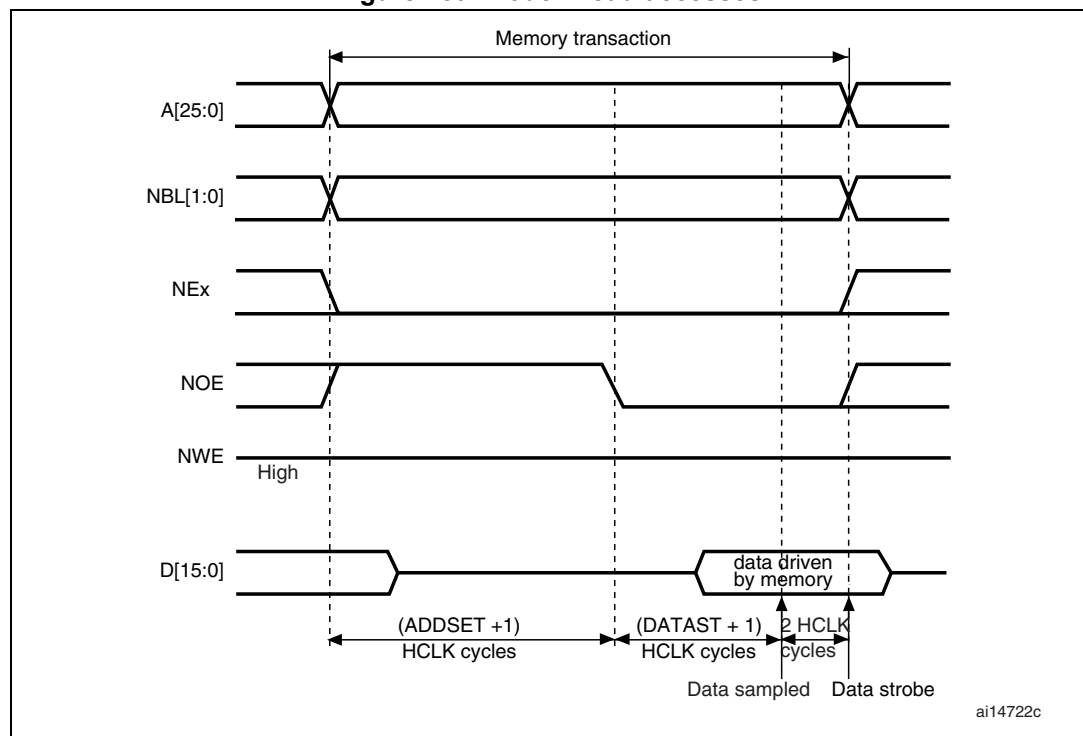 Memory transaction
A[25:0]
NBL[1:0]
NEx
NOE
NWE
High
D[15:0]
data driven
by memory
(ADDSET +1)
HCLK cycles
(DATAST + 1)
HCLK cycles
2 HCLK
cycles
Data sampled
Data strobe
ai14722c